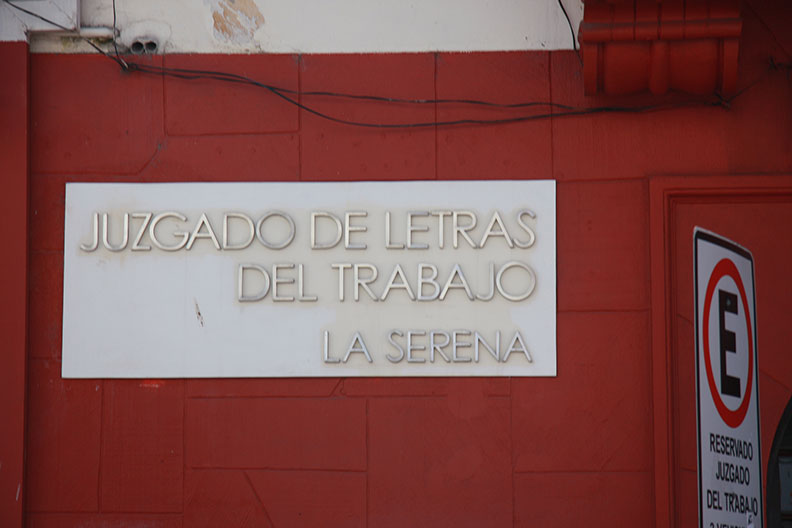 JUZGADO DE LETRAS
DEL TRABAJO
LA SERENA
E
RESERVADO
JUZGADO
DEL TRABAJO